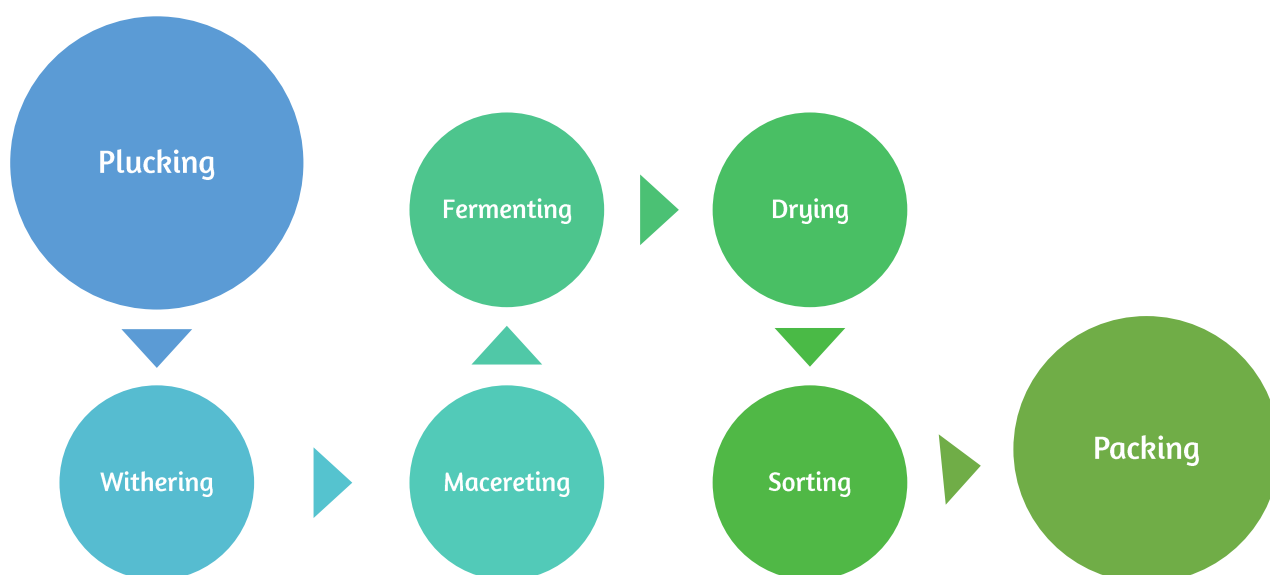 Plucking
Withering
Macereting
Fermenting
Drying
Sorting
Packing